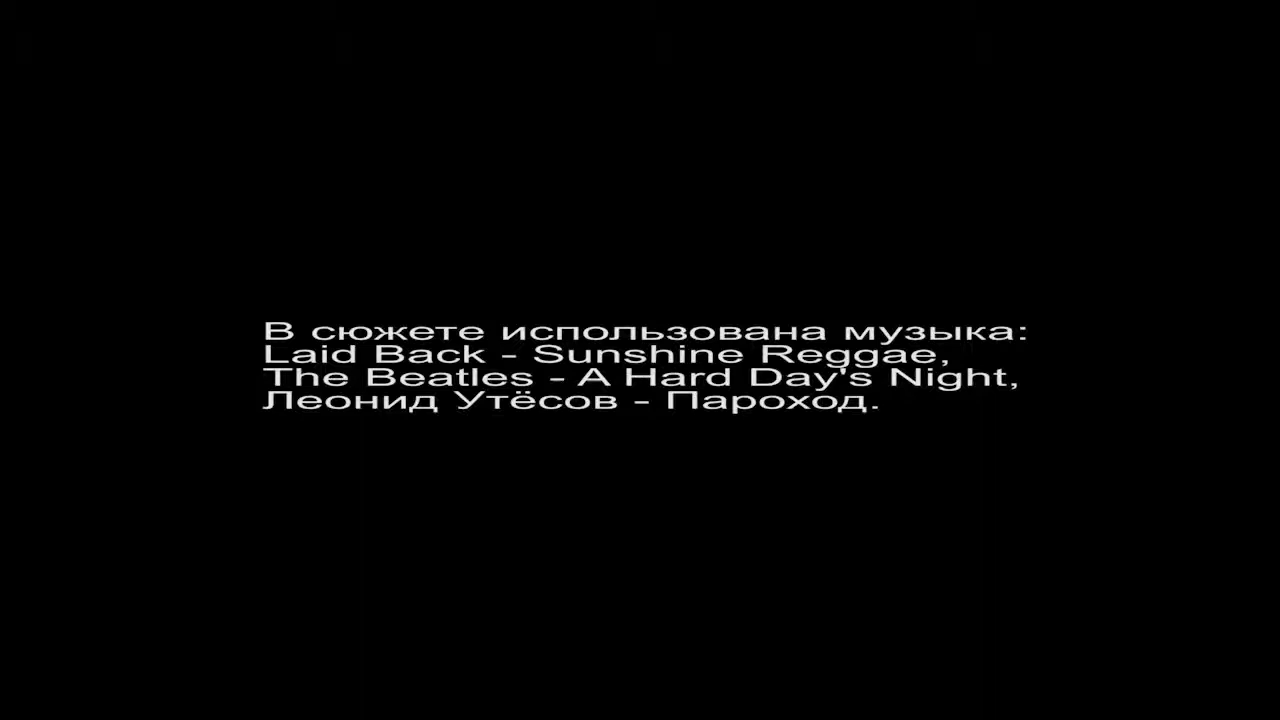 В сюжете использована музыка:
Laid Back - Sunshine Reggae,
The Beatles - A Hard Day's Night,
Леонид Утёсов - Пароход.